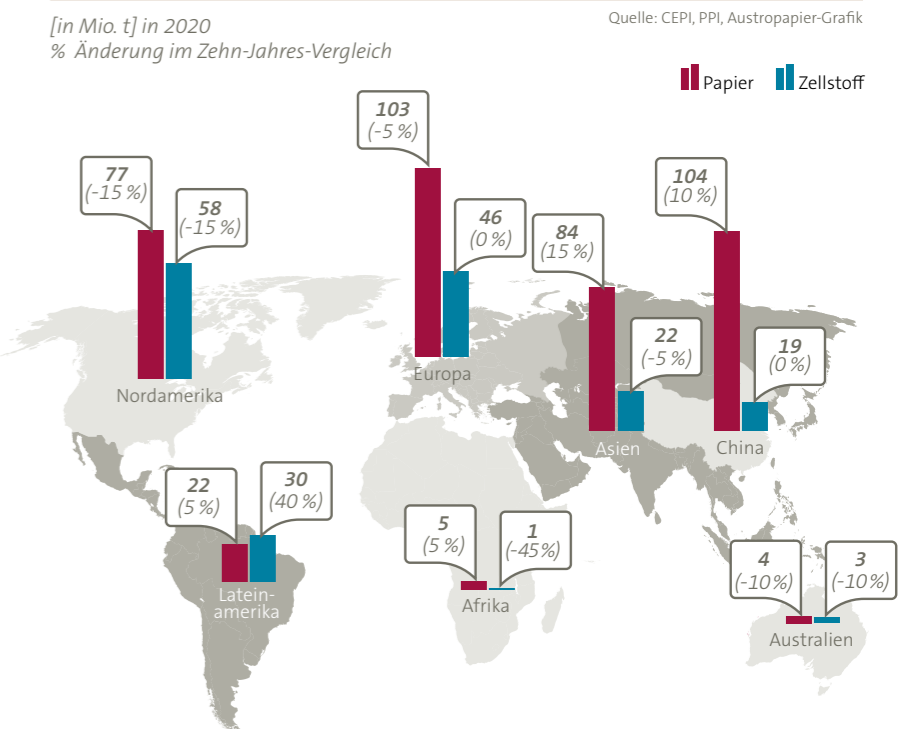 [in Mio. t] in 2020
% Änderung im Zehn-Jahres-Vergleich
Quelle: CEPI, PPI, Austropapier-Grafik
Papier
Zellstoff
77
(-15 %)
58
(-15 %)
Nordamerika
103
(-5 %)
46
(0 %)
Europa
84
(15 %)
22
(-5 %)
Asien
104
(10 %)
19
(0 %)
China
22
(5 %)
30
(40 %)
Latein-
amerika
5
(5 %)
1
(-45%)
Afrika
4
(-10%)
3
(-10%)
Australien